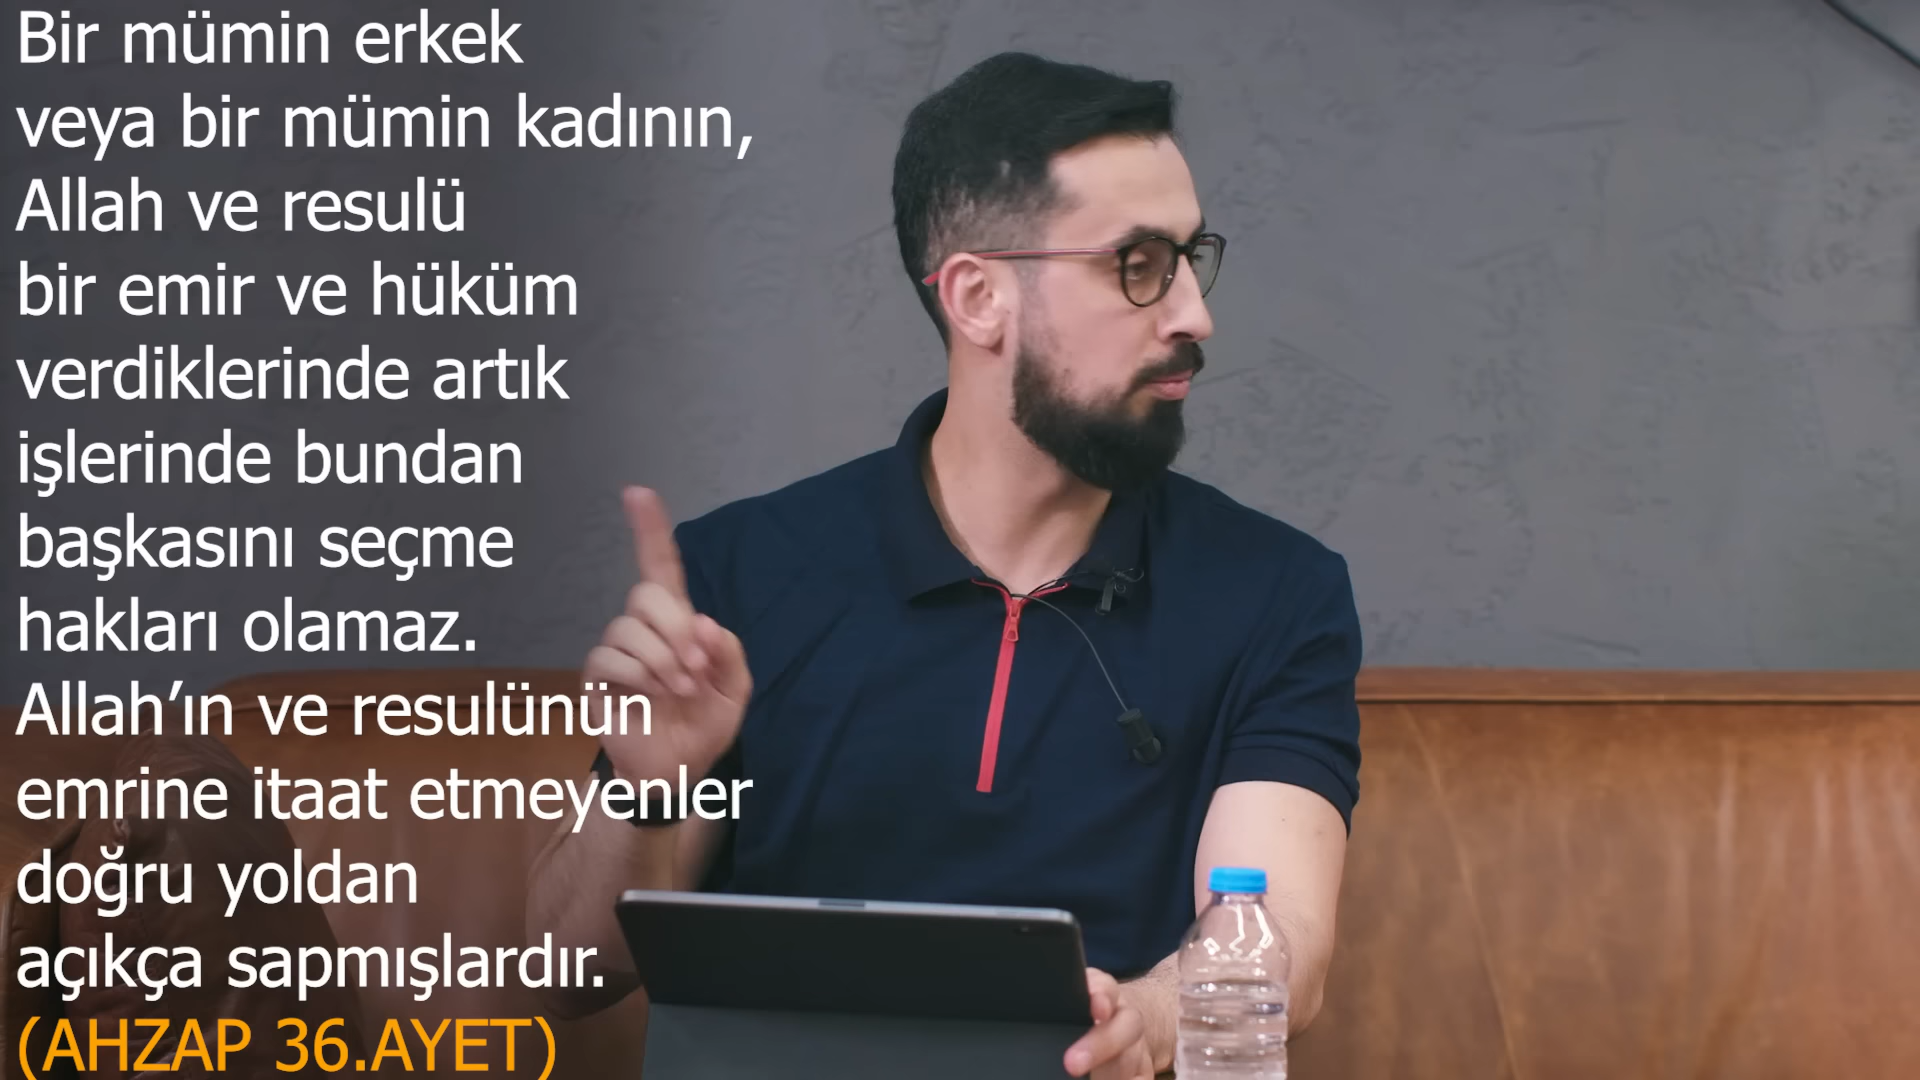 Bir mümin erkek
veya bir mümin kadının,
Allah ve resulü
bir emir ve hüküm
verdiklerinde artık
işlerinde bundan
başkasını seçme
hakları olamaz.
Allah’ın ve resulünün
emrine itaat etmeyenler
doğru yoldan
açıkça sapmışlardır.
(AHZAP 36.AYET)